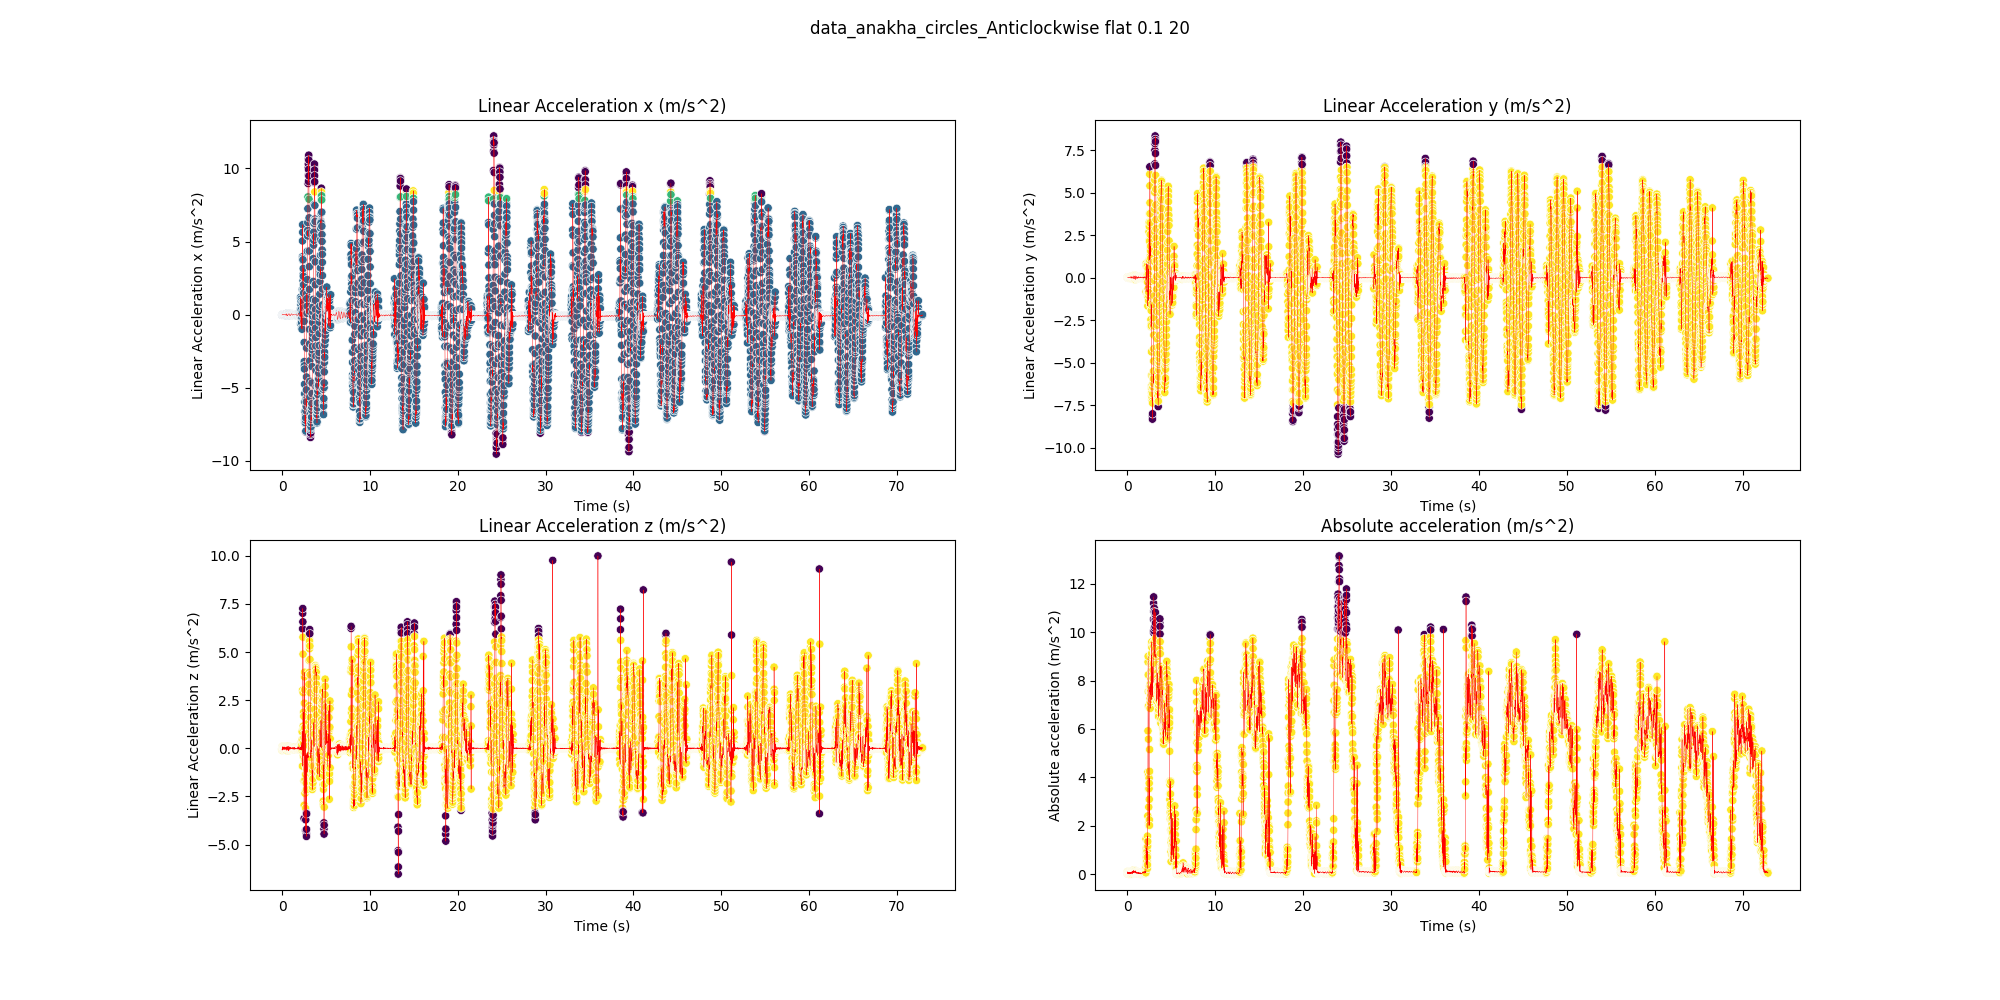 data_anakha_circles_Anticlockwise flat 0.1 20
Linear Acceleration x (m/s^2)
Linear Acceleration x (m/s^2)
10
5
0
−5
−10
0 10 20 30 40 50 60 70
Time (s)
Linear Acceleration y (m/s^2)
Linear Acceleration y (m/s^2)
7.5
5.0
2.5
0.0
−2.5
−5.0
−7.5
−10.0
0 10 20 30 40 50 60 70
Time (s)
Linear Acceleration z (m/s^2)
Linear Acceleration z (m/s^2)
10.0
7.5
5.0
2.5
0.0
−2.5
−5.0
0 10 20 30 40 50 60 70
Time (s)
Absolute acceleration (m/s^2)
Absolute acceleration (m/s^2)
12
10
8
6
4
2
0
0 10 20 30 40 50 60 70
Time (s)